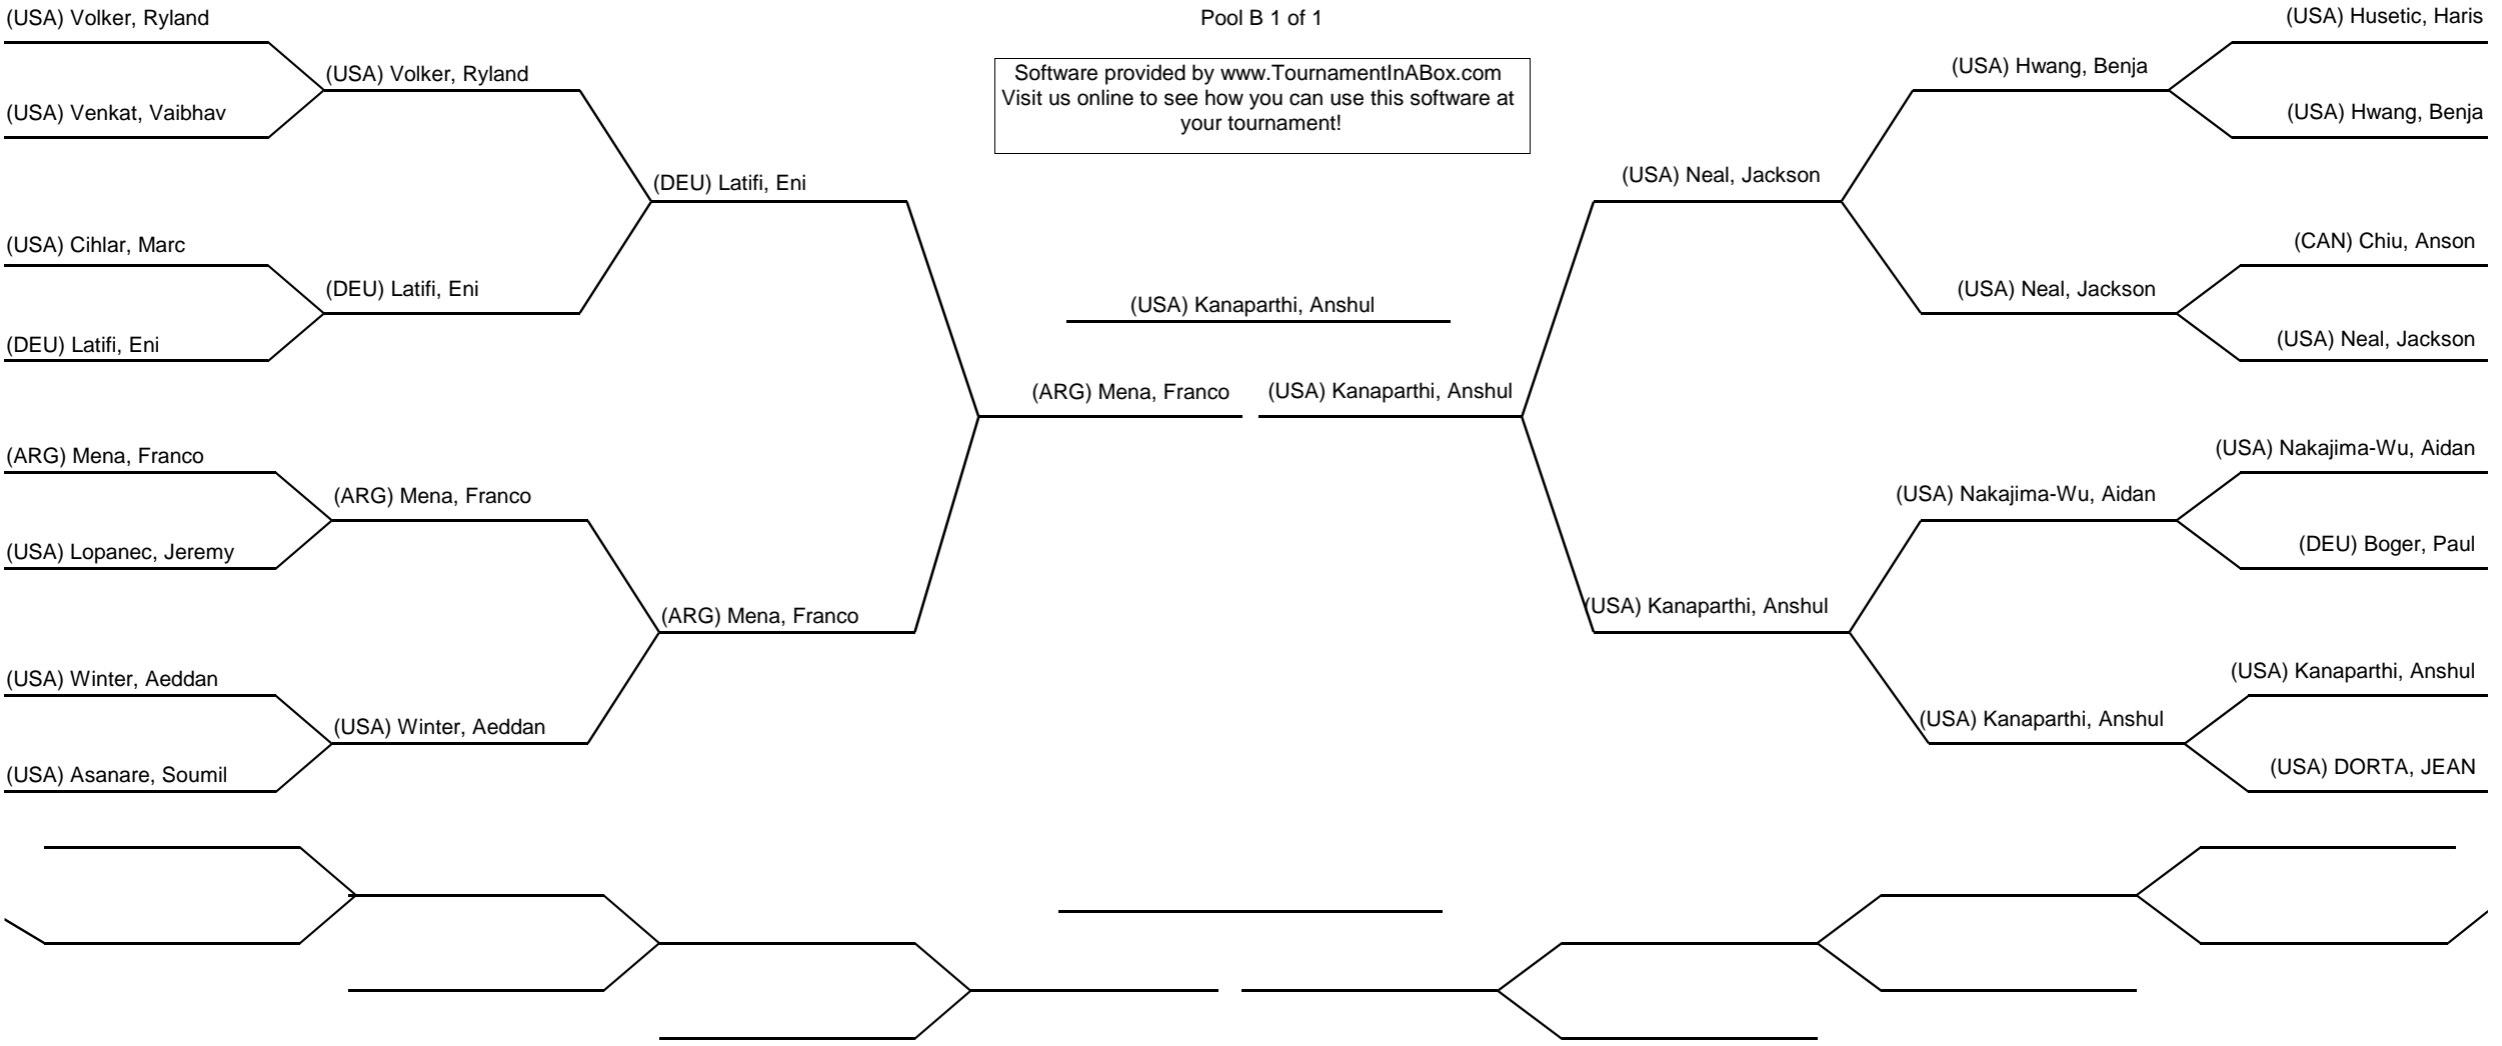 Pool B 1 of 1
Software provided by www.TournamentInABox.com
Visit us online to see how you can use this software at
your tournament!
(USA) Volker, Ryland
(USA) Venkat, Vaibhav
(USA) Cihlar, Marc
(DEU) Latifi, Eni
(ARG) Mena, Franco
(USA) Lopanec, Jeremy
(USA) Winter, Aeddan
(USA) Asanare, Soumil
(USA) Volker, Ryland
(DEU) Latifi, Eni
(ARG) Mena, Franco
(USA) Winter, Aeddan
(DEU) Latifi, Eni
(ARG) Mena, Franco
(USA) Kanaparthi, Anshul
(ARG) Mena, Franco
(USA) Kanaparthi, Anshul
(USA) Neal, Jackson
(USA) Kanaparthi, Anshul
(USA) Hwang, Benja
(USA) Neal, Jackson
(USA) Nakajima-Wu, Aidan
(USA) Kanaparthi, Anshul
(USA) Husetic, Haris
(USA) Hwang, Benja
(CAN) Chiu, Anson
(USA) Neal, Jackson
(USA) Nakajima-Wu, Aidan
(DEU) Boger, Paul
(USA) Kanaparthi, Anshul
(USA) DORTA, JEAN